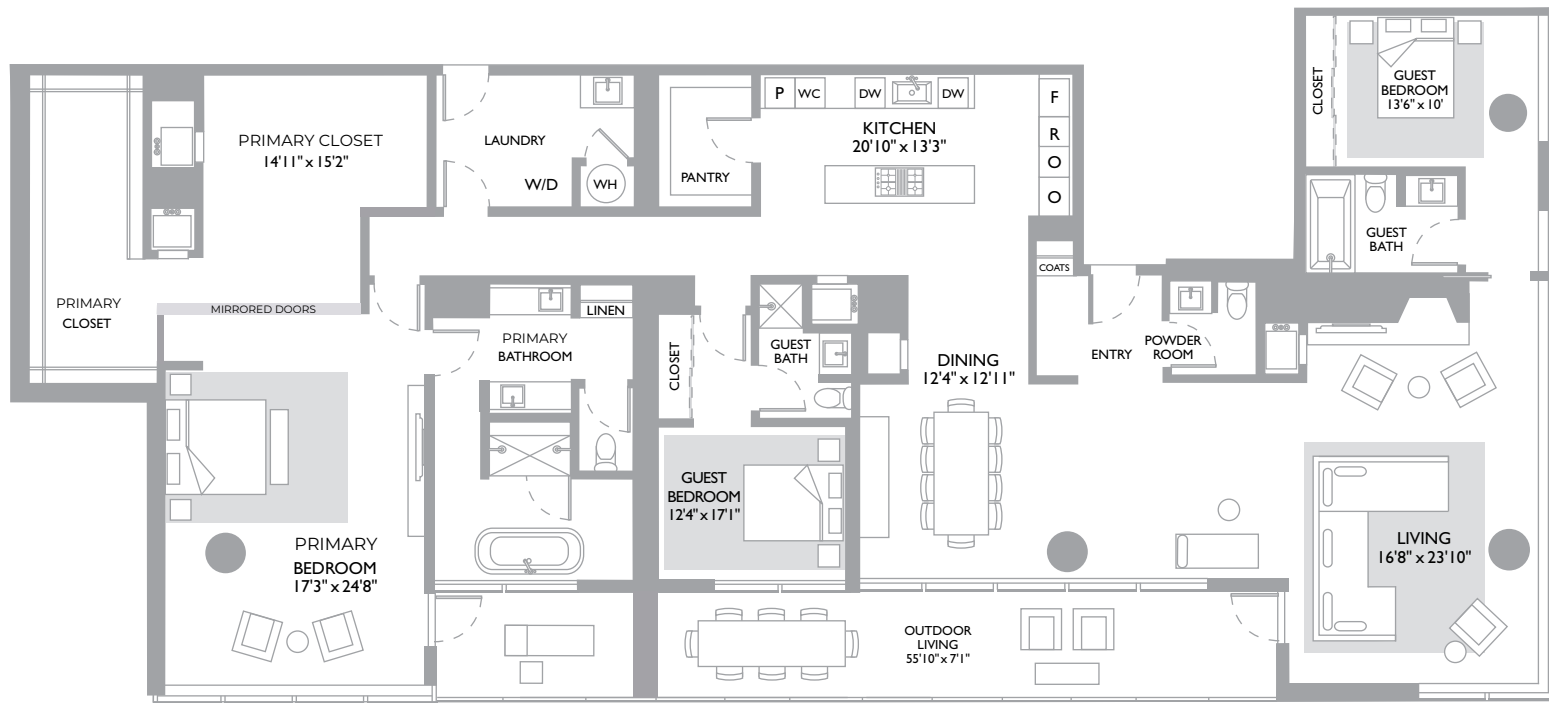 PRIMARY CLOSET
14'11" x 15'2"
PRIMARY
CLOSET
MIRRORED DOORS
LAUNDRY
W/D
WH
PANTRY
P
WC
DW
DW
KITCHEN
20'10" x 13'3"
F
R
O
O
COATS
CLOSET
GUEST
BEDROOM
13'6" x 10'
GUEST
BATH
LINEN
PRIMARY
BATHROOM
CLOSET
GUEST
BATH
DINING
12'4" x 12'11"
ENTRY
POWDER
ROOM
PRIMARY
BEDROOM
17'3" x 24'8"
GUEST
BEDROOM
12'4" x 17'1"
LIVING
16'8" x 23'10"
OUTDOOR
LIVING
55'10" x 7'1"